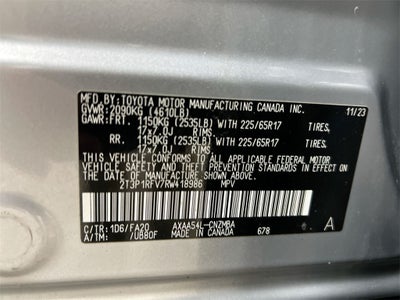 MFD.BY:TOYOTA MOTOR MANUFACTURING CANADA INC. 11/23
GVWR: 2090KG (4610LB)
GAWR:FRT. 1150KG (2535LB) WITH 225/65R17 TIRES,
17x7.0J RIMS.
RR. 1150KG (2535LB) WITH 225/65R17 TIRES,
17x7.0J RIMS.
THIS VEHICLE CONFORMS TO ALL APPLICABLE FEDERAL MOTOR
VEHICLE SAFETY AND THEFT PREVENTION STANDARDS IN EFFECT ON
THE DATE OF MANUFACTURE SHOWN ABOVE.
2T3P1RFV7RW418986 MPV
C/TR: 1D6/FA20 AXAA54L-CNZMBA A
A/TM: /UB80F MADE IN CANADA 678